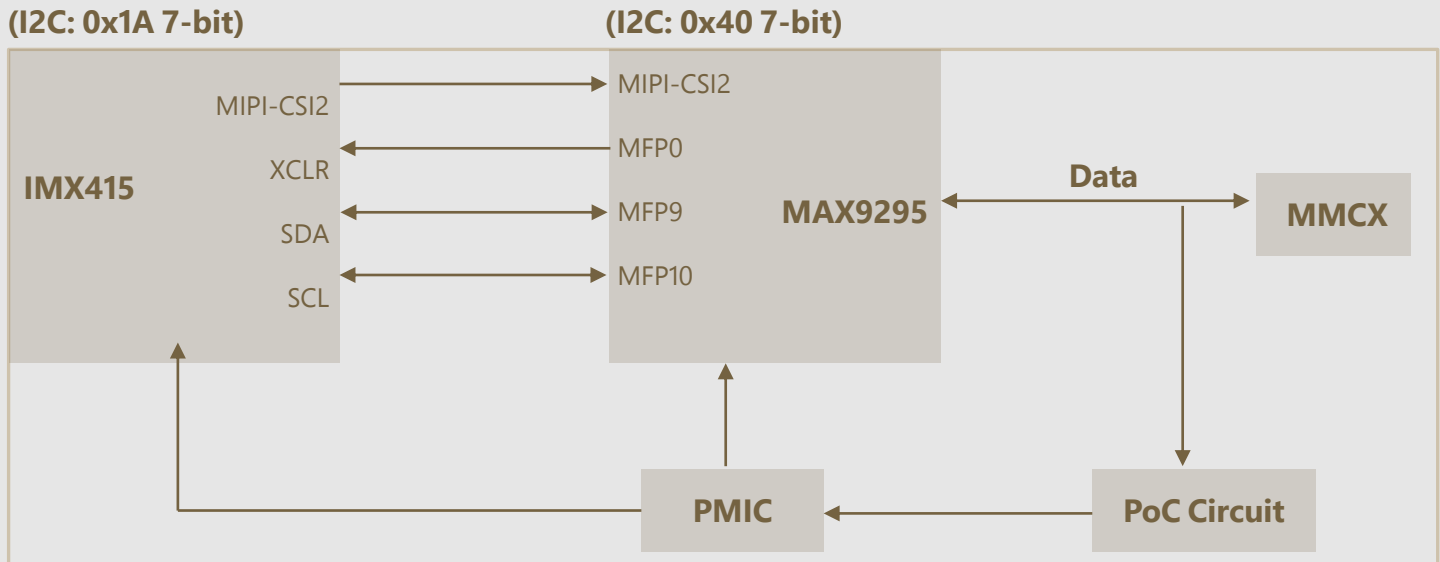 (I2C: 0x1A 7-bit)
(I2C: 0x40 7-bit)
IMX415
MIPI-CSI2
XCLR
SDA
SCL
MIPI-CSI2
MFP0
MFP9
MFP10
MAX9295
Data
MMCX
PMIC
PoC Circuit